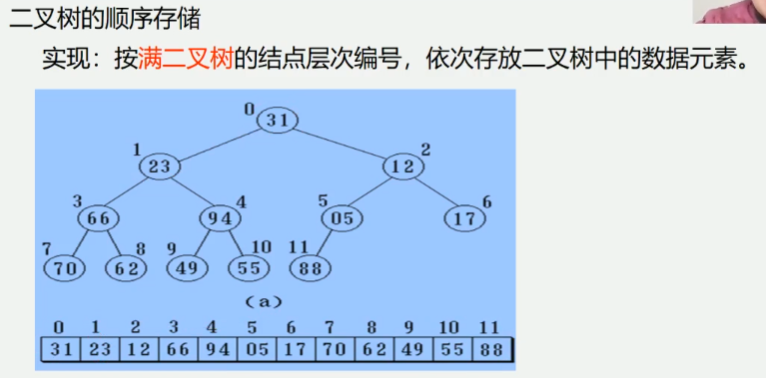 二叉树的顺序存储
实现：按满二叉树的结点层次编号，依次存放二叉树中的数据元素。
0
31
1 2
23 12
3 4 5 6
66 94 05 17
7 8 9 10 11
70 62 49 55 88
(a)
0 1 2 3 4 5 6 7 8 9 10 11
31 23 12 66 94 05 17 70 62 49 55 88